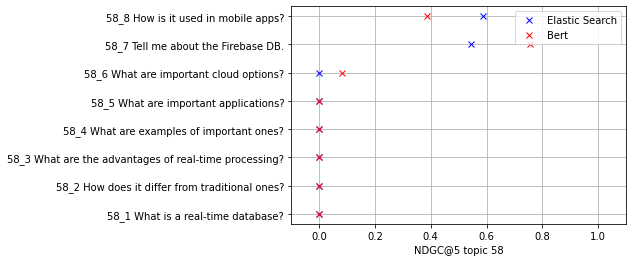 58_8 How is it used in mobile apps?
58_7 Tell me about the Firebase DB.
58_6 What are important cloud options?
58_5 What are important applications?
58_4 What are examples of important ones?
58_3 What are the advantages of real-time processing?
58_2 How does it differ from traditional ones?
58_1 What is a real-time database?
Elastic Search
Bert
0.0 0.2 0.4 0.6 0.8 1.0
NDGC@5 topic 58